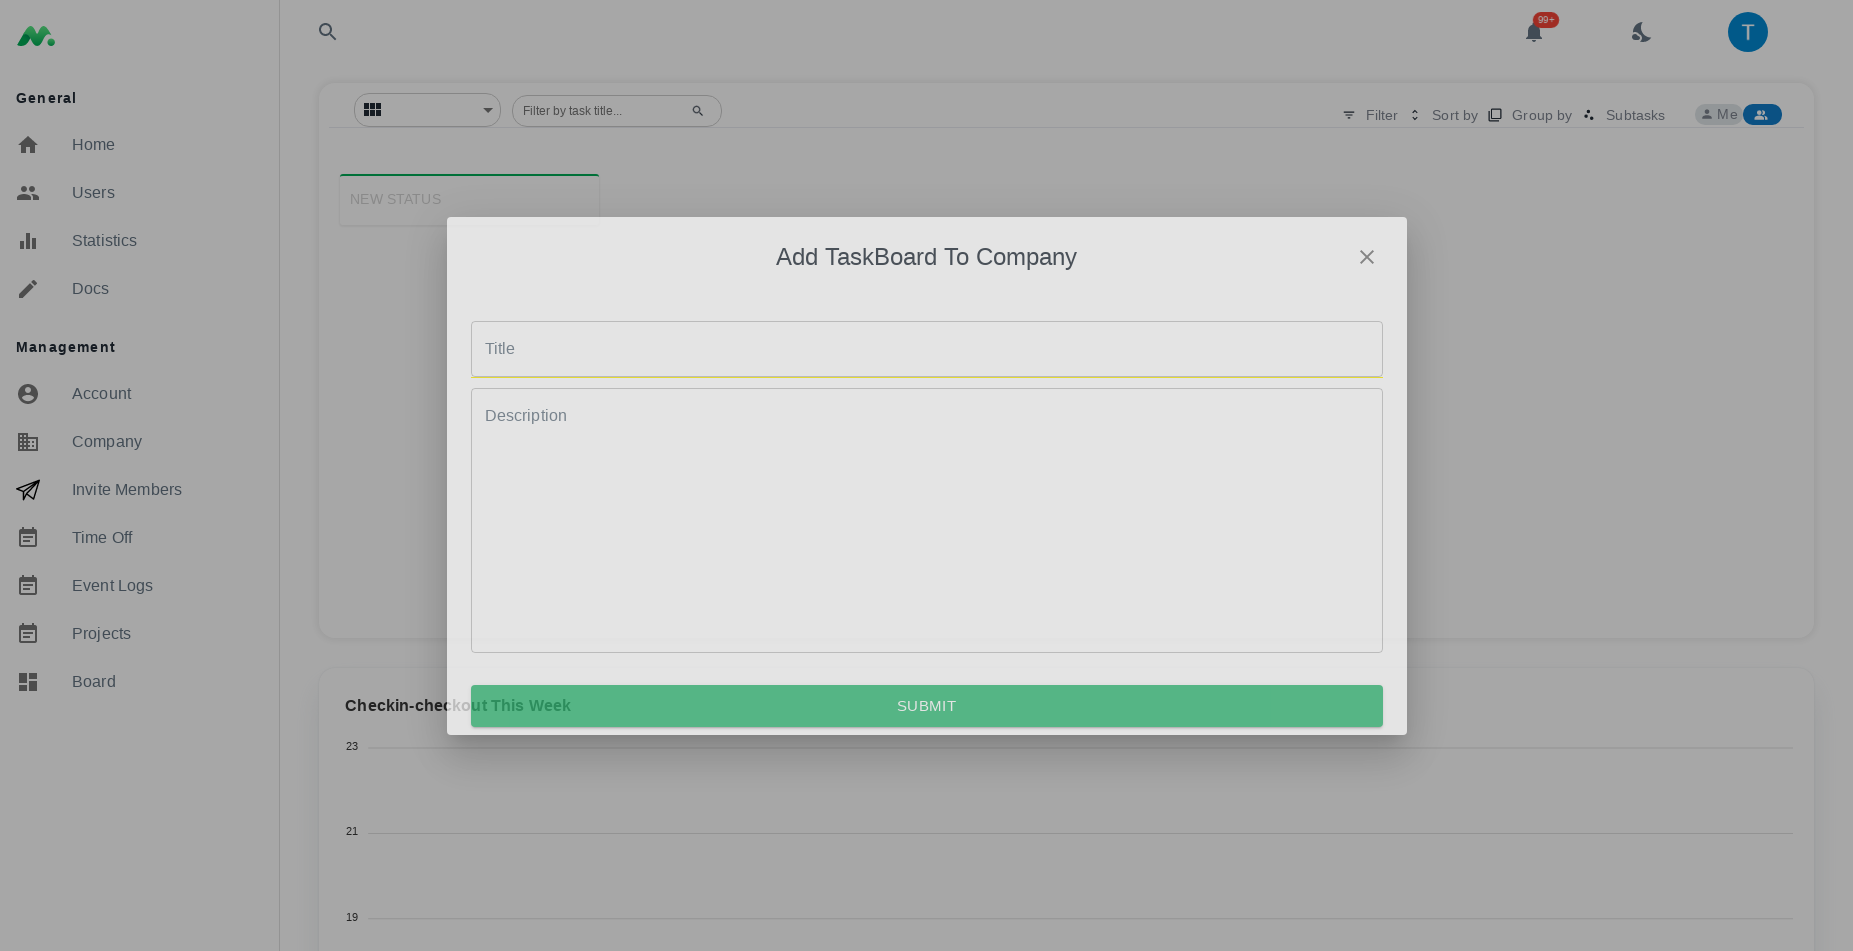 99+
T
General
Home
Users
Statistics
Docs
Management
Account
Company
Invite Members
Time Off
Event Logs
Projects
Board
Filter by task title...
Filter
Sort by
Group by
Subtasks
Me
NEW STATUS
Add TaskBoard To Company
Title
Description
SUBMIT
Checkin-checkout This Week
23
21
19